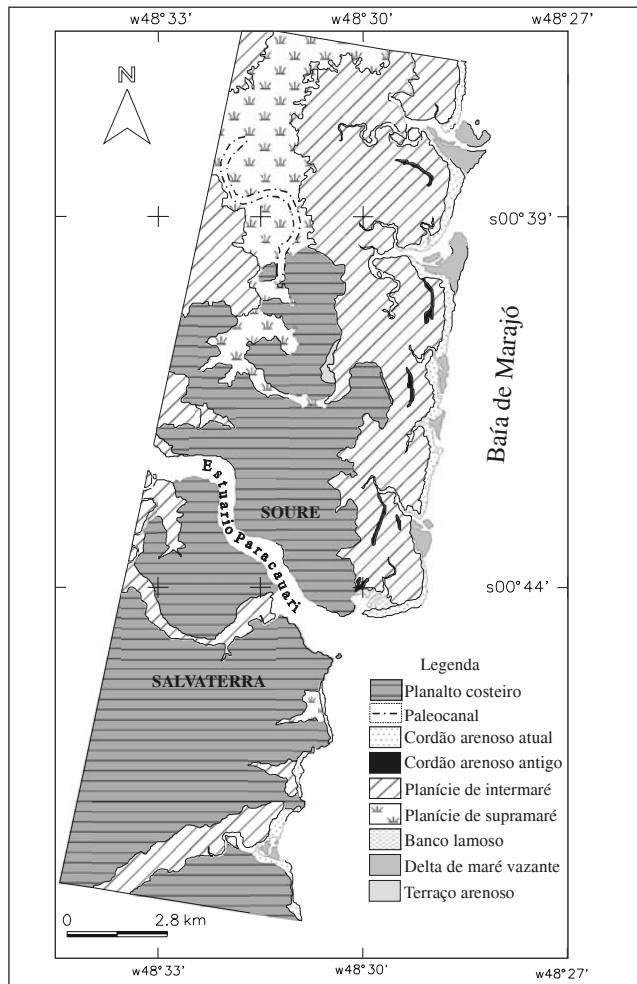 w48°33' w48°30' w48°27'
N
s00°39'
Baía de Marajó
Estuario Paracauari
SOURE
s00°44'
SALVATERRA
Legenda
Planalto costeiro
Paleocanal
Cordão arenoso atual
Cordão arenoso antigo
Planície de intermaré
Planície de supramaré
Banco lamoso
Delta de maré vazante
Terraço arenoso
0 2.8 km
w48°33' w48°30' w48°27'